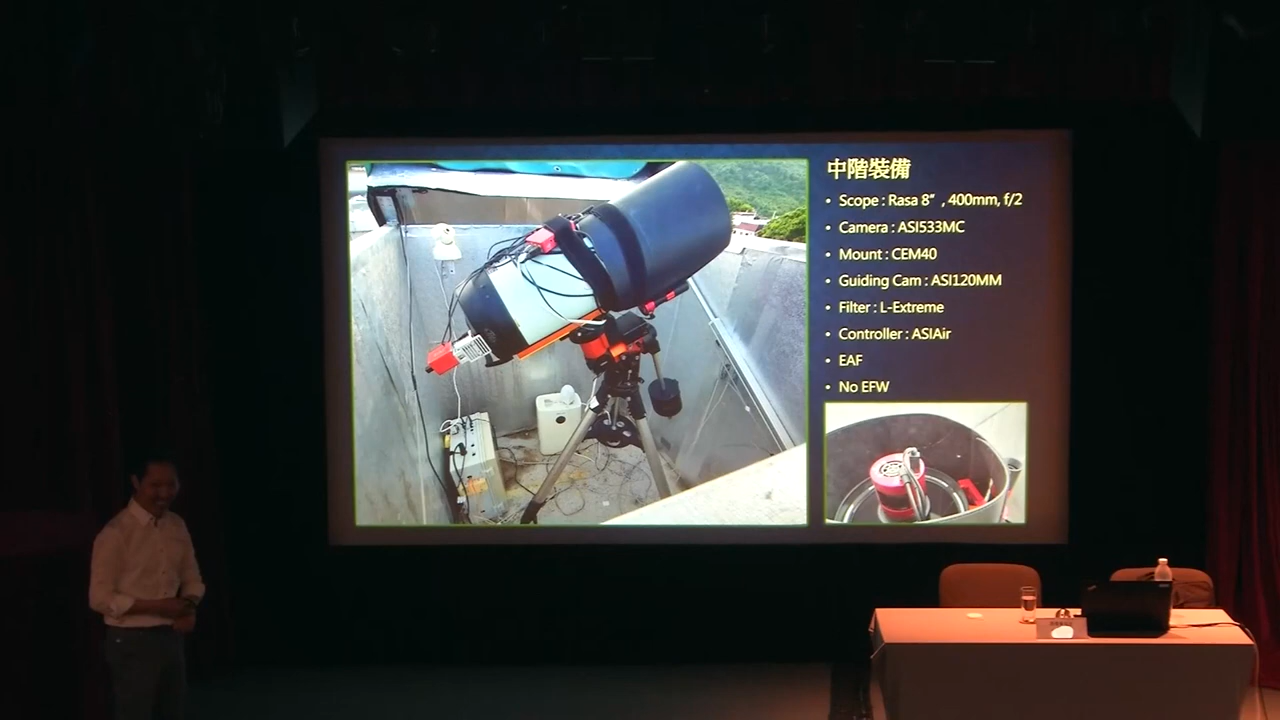 中階裝備
• Scope : Rasa 8" , 400mm, f/2
• Camera : ASI533MC
• Mount : CEM40
• Guiding Cam : ASI120MM
• Filter : L-Extreme
• Controller : ASIAir
• EAF
• No EFW